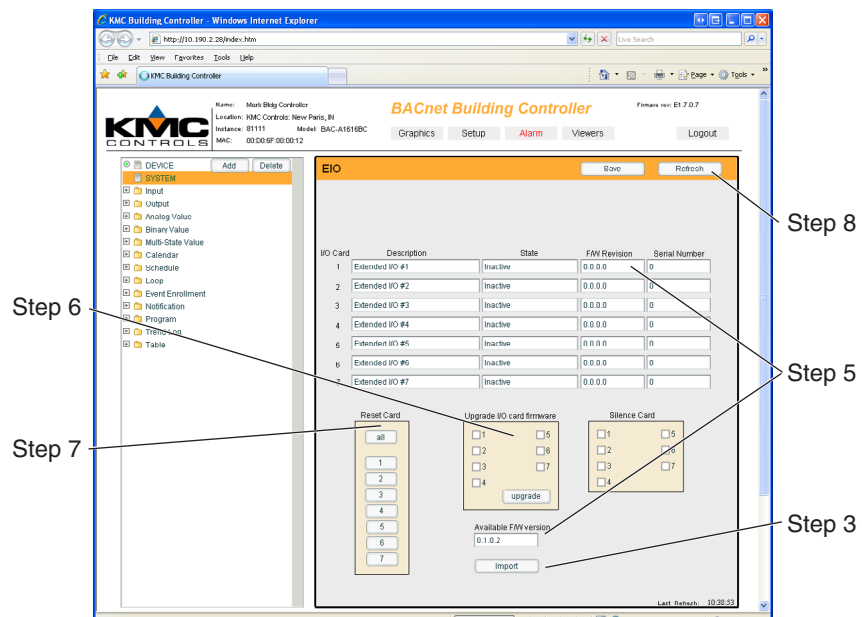 KMC Building Controller - Windows Internet Explorer
http://10.190.2.28/index.htm
Live Search
File Edit View Favorites Tools Help
KMC Building Controller
Page Tools
KMC CONTROLS
Name: Mark Bldg Controller
Location: KMC Controls: New Paris, IN
Instance: 81111 Model: BAC-A1616BC
MAC: 00:D0:6F:00:00:12
BACnet Building Controller
Firmware rev: E1.7.0.7
Graphics Setup Alarm Viewers Logout
DEVICE Add Delete
SYSTEM
Input
Output
Analog Value
Binary Value
Multi-State Value
Calendar
Schedule
Loop
Event Enrollment
Notification
Program
Trend Log
Table
EIO Save Refresh
I/O Card Description State F/W Revision Serial Number
1 Extended I/O #1 Inactive 0.0.0.0 0
2 Extended I/O #2 Inactive 0.0.0.0 0
3 Extended I/O #3 Inactive 0.0.0.0 0
4 Extended I/O #4 Inactive 0.0.0.0 0
5 Extended I/O #5 Inactive 0.0.0.0 0
6 Extended I/O #6 Inactive 0.0.0.0 0
7 Extended I/O #7 Inactive 0.0.0.0 0
Reset Card
all
1
2
3
4
5
6
7
Upgrade I/O card firmware
1 5
2 6
3 7
4
upgrade
Silence Card
1 5
2 6
3 7
4
Available F/W version
0.1.0.2
Import
Last Refresh: 10:38:53
Step 8
Step 6
Step 5
Step 7
Step 3